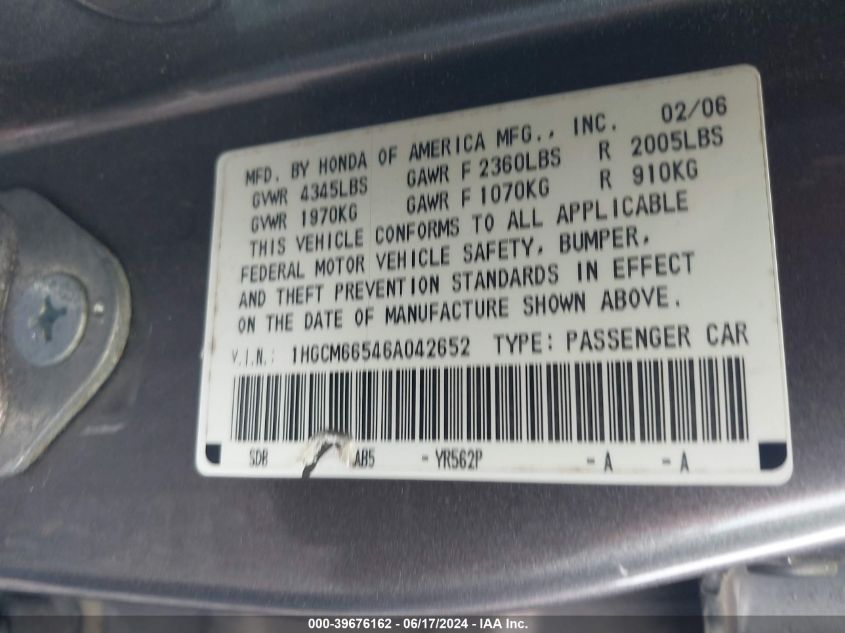 MFD. BY HONDA OF AMERICA MFG., INC. 02/06
GVWR 4345LBS GAWR F 2360LBS R 2005LBS
GVWR 1970KG GAWR F 1070KG R 910KG
THIS VEHICLE CONFORMS TO ALL APPLICABLE
FEDERAL MOTOR VEHICLE SAFETY, BUMPER,
AND THEFT PREVENTION STANDARDS IN EFFECT
ON THE DATE OF MANUFACTURE SHOWN ABOVE.
V.I.N.: 1HGCM66546A042652 TYPE: PASSENGER CAR
SDB AB5 - YR562P - A - A
000-39676162 - 06/17/2024 - IAA Inc.